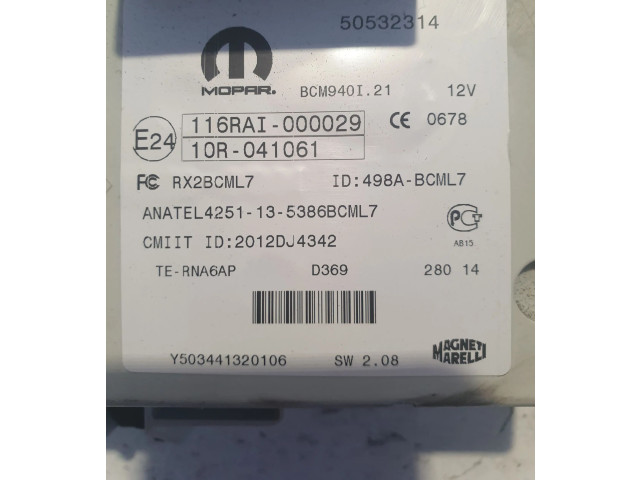 50532314
MOPAR. BCM940I.21 12V
E24 116RAI-000029 CE 0678
10R-041061
FC RX2BCML7 ID:498A-BCML7
ANATEL4251-13-5386BCML7
CMIIT ID:2012DJ4342
AB15
TE-RNA6AP D369 280 14
Y503441320106 SW 2.08 MAGNETI MARELLI